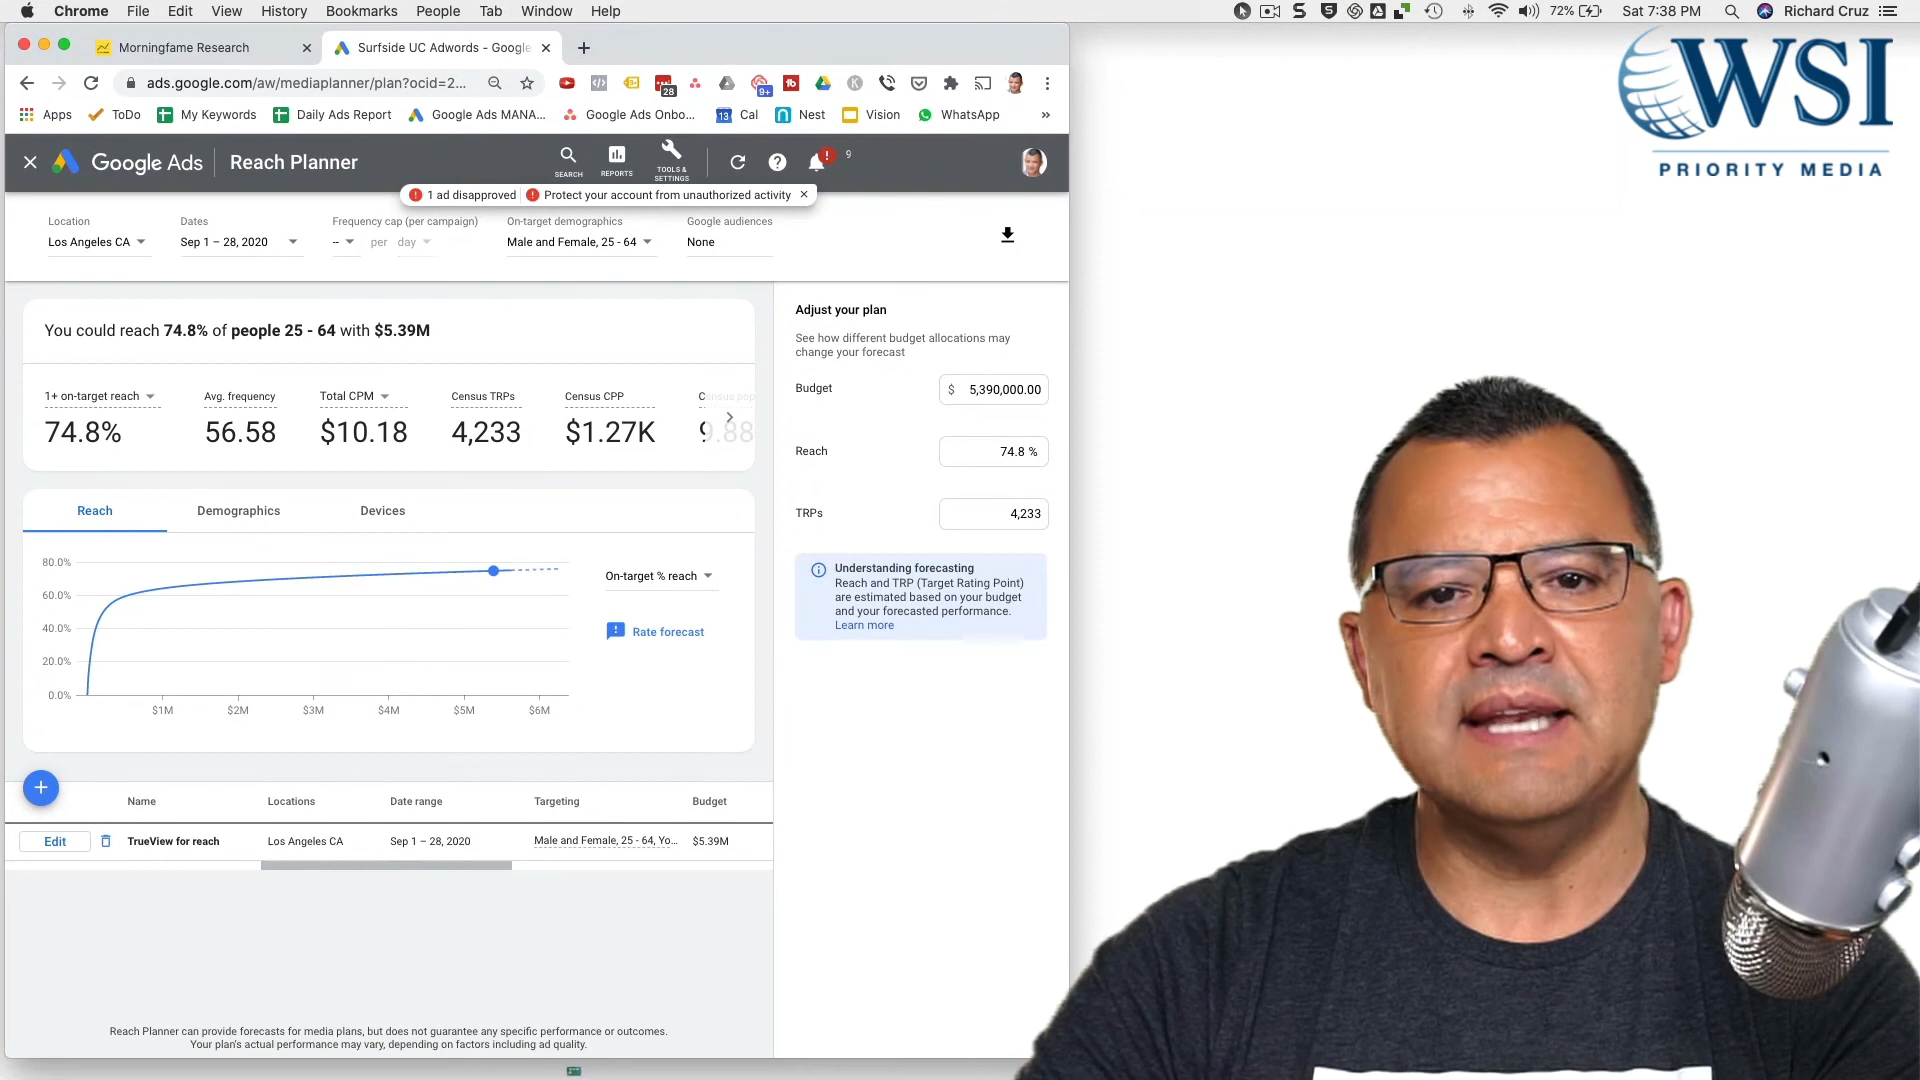 Chrome File Edit View History Bookmarks People Tab Window Help
72% Sat 7:38 PM Richard Cruz
Morningfame Research
Surfside UC Adwords - Google
ads.google.com/aw/mediaplanner/plan?ocid=2...
28
9+
Apps ToDo My Keywords Daily Ads Report Google Ads MANA... Google Ads Onbo... 13 Cal Nest Vision WhatsApp »
Google Ads Reach Planner
SEARCH
REPORTS
TOOLS & SETTINGS
9
1 ad disapproved
Protect your account from unauthorized activity
Location
Los Angeles CA
Dates
Sep 1 – 28, 2020
Frequency cap (per campaign)
-- per day
On-target demographics
Male and Female, 25 - 64
Google audiences
None
You could reach 74.8% of people 25 - 64 with $5.39M
1+ on-target reach
74.8%
Avg. frequency
56.58
Total CPM
$10.18
Census TRPs
4,233
Census CPP
$1.27K
Census pop
9.88
Reach Demographics Devices
80.0%
60.0%
40.0%
20.0%
0.0%
$1M $2M $3M $4M $5M $6M
On-target % reach
Rate forecast
Adjust your plan
See how different budget allocations may
change your forecast
Budget
$ 5,390,000.00
Reach
74.8 %
TRPs
4,233
Understanding forecasting
Reach and TRP (Target Rating Point)
are estimated based on your budget
and your forecasted performance.
Learn more
Name Locations Date range Targeting Budget
Edit TrueView for reach Los Angeles CA Sep 1 – 28, 2020 Male and Female, 25 - 64, Yo... $5.39M
Reach Planner can provide forecasts for media plans, but does not guarantee any specific performance or outcomes.
Your plan's actual performance may vary, depending on factors including ad quality.
WSI
PRIORITY MEDIA